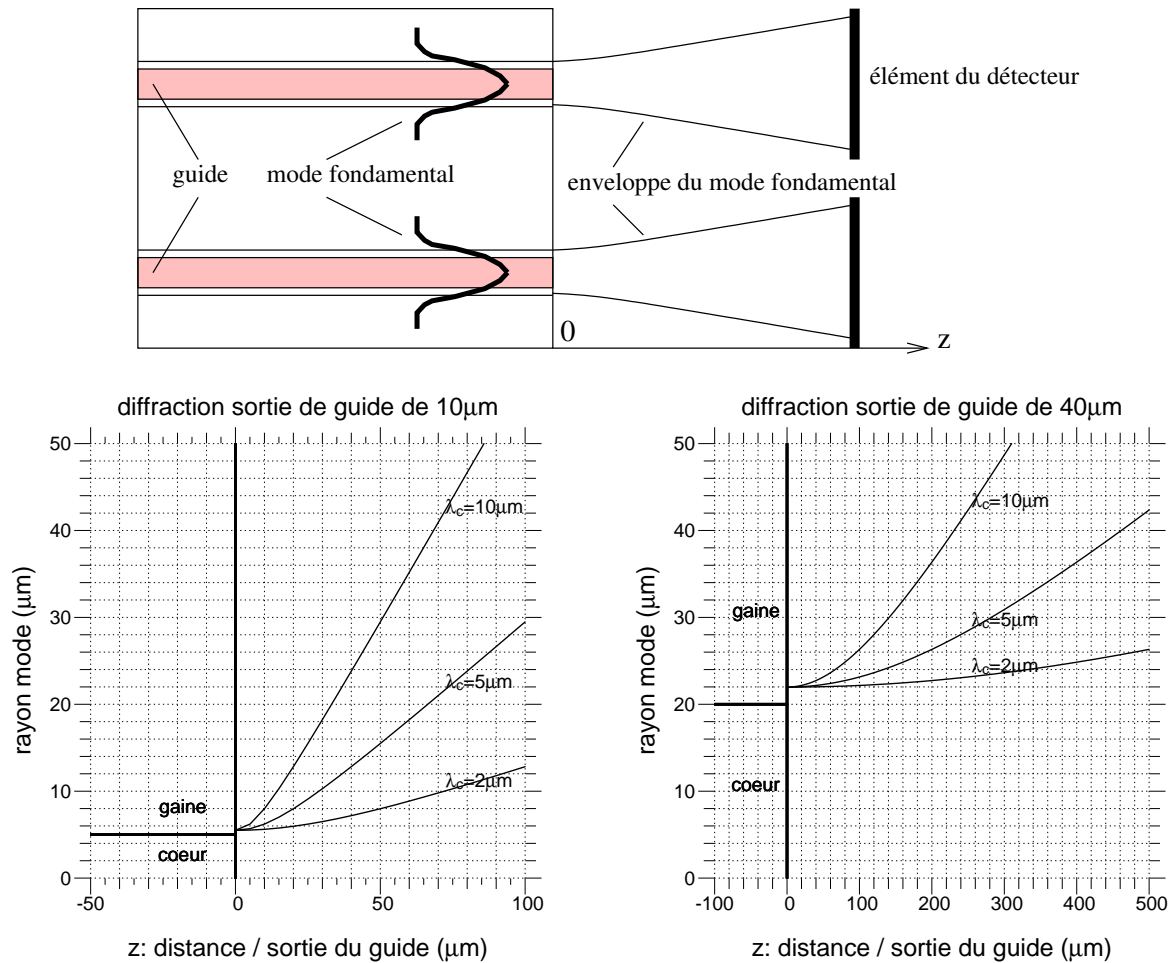 élément du détecteur
guide
mode fondamental
enveloppe du mode fondamental
0
z
diffraction sortie de guide de 10μm
50
40
30
20
10
0
rayon mode (μm)
λc=10μm
λc=5μm
λc=2μm
gaine
coeur
-50
0
50
100
z: distance / sortie du guide (μm)
diffraction sortie de guide de 40μm
50
40
30
20
10
0
rayon mode (μm)
λc=10μm
λc=5μm
λc=2μm
gaine
coeur
-100
0
100
200
300
400
500
z: distance / sortie du guide (μm)